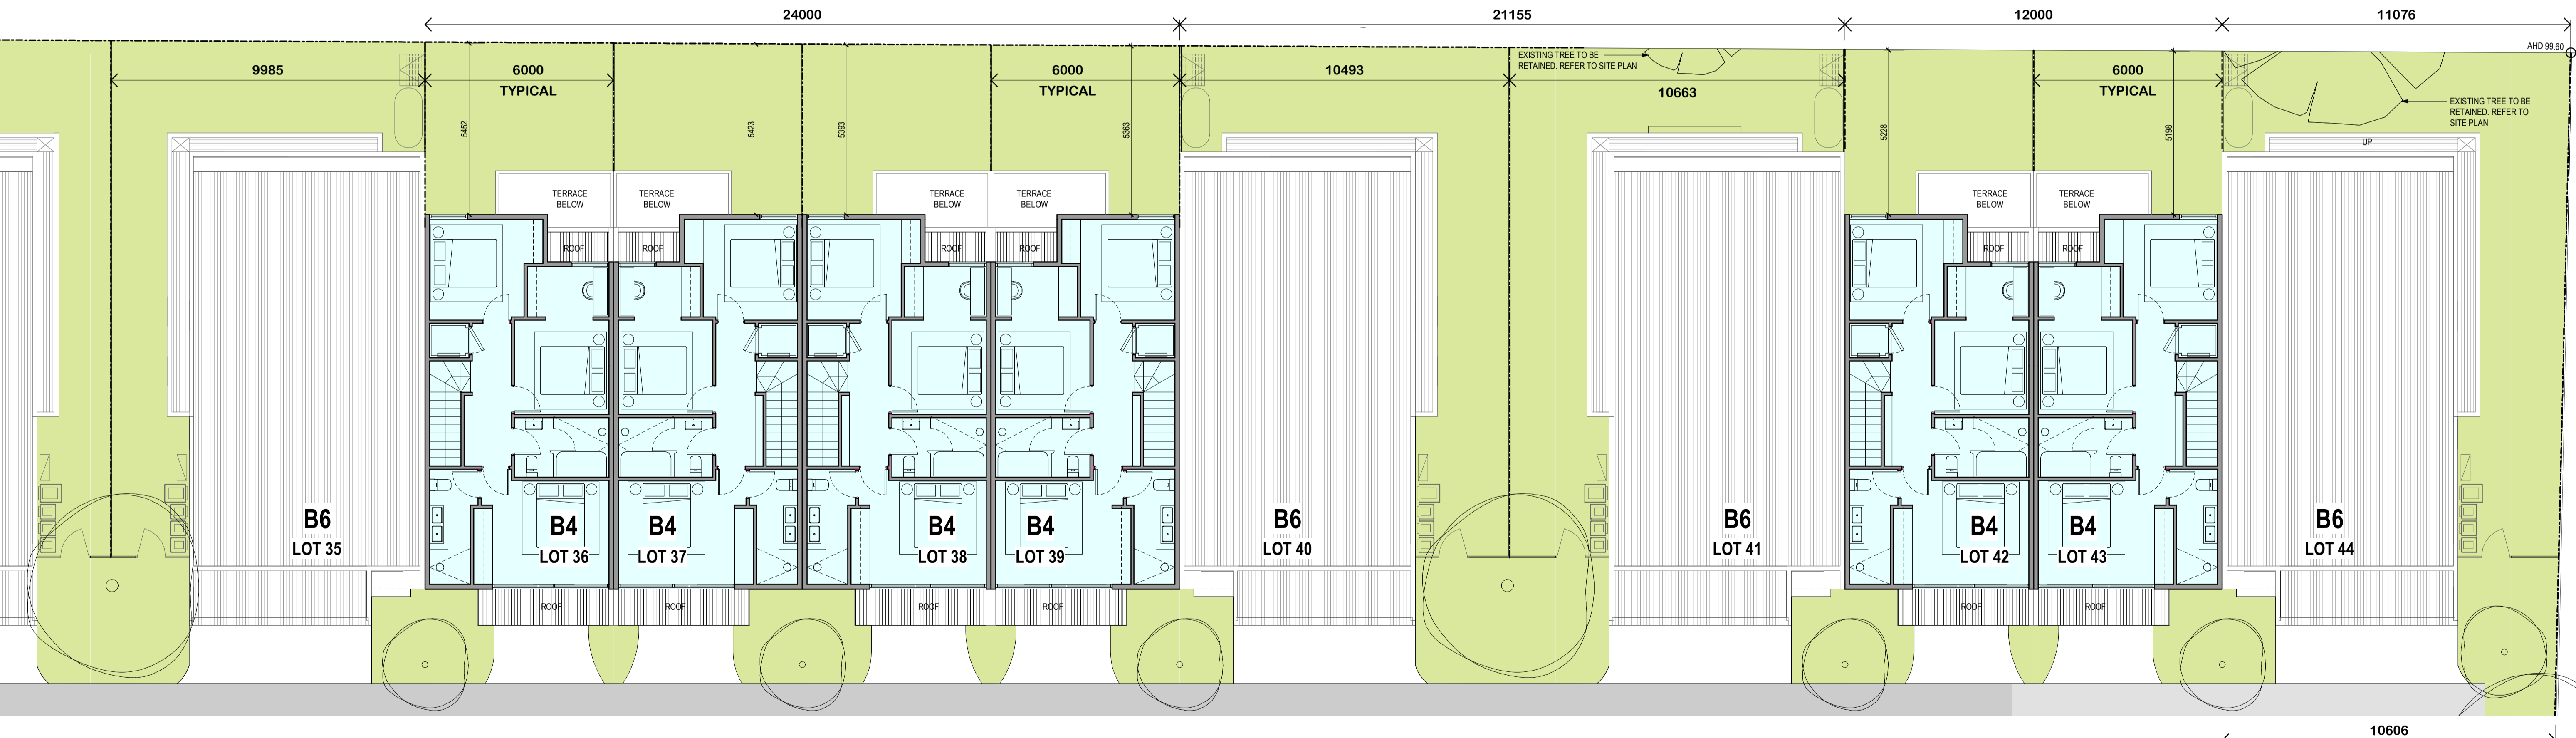 24000
21155
12000
11076
AHD 99.60
9985
6000
TYPICAL
6000
TYPICAL
10493
EXISTING TREE TO BE
RETAINED. REFER TO SITE PLAN
10663
6000
TYPICAL
EXISTING TREE TO BE
RETAINED. REFER TO
SITE PLAN
5452
5423
5393
5363
5228
5198
UP
TERRACE
BELOW
TERRACE
BELOW
TERRACE
BELOW
TERRACE
BELOW
TERRACE
BELOW
TERRACE
BELOW
ROOF
ROOF
ROOF
ROOF
ROOF
ROOF
B6
LOT 35
B4
LOT 36
B4
LOT 37
B4
LOT 38
B4
LOT 39
B6
LOT 40
B6
LOT 41
B4
LOT 42
B4
LOT 43
B6
LOT 44
ROOF
ROOF
ROOF
ROOF
ROOF
ROOF
10606